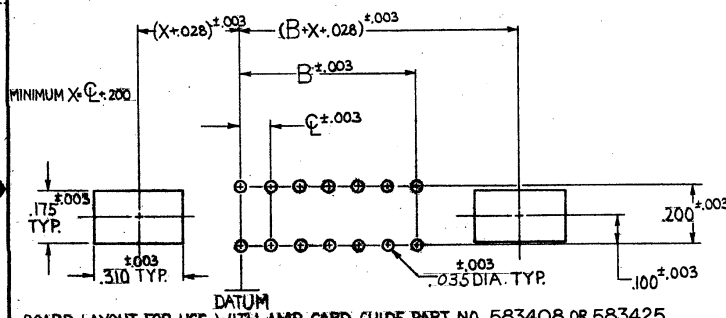 (X+.028)±.003
(B+X+.028)±.003
B±.003
MINIMUM X=℄+.200
℄±.003
.175±.003
TYP.
.200±.003
.310±.003 TYP.
.035±.003 DIA. TYP.
.100±.003
DATUM
BOARD LAYOUT FOR USE WITH AMP CARD GUIDE PART NO. 583408 OR 583425